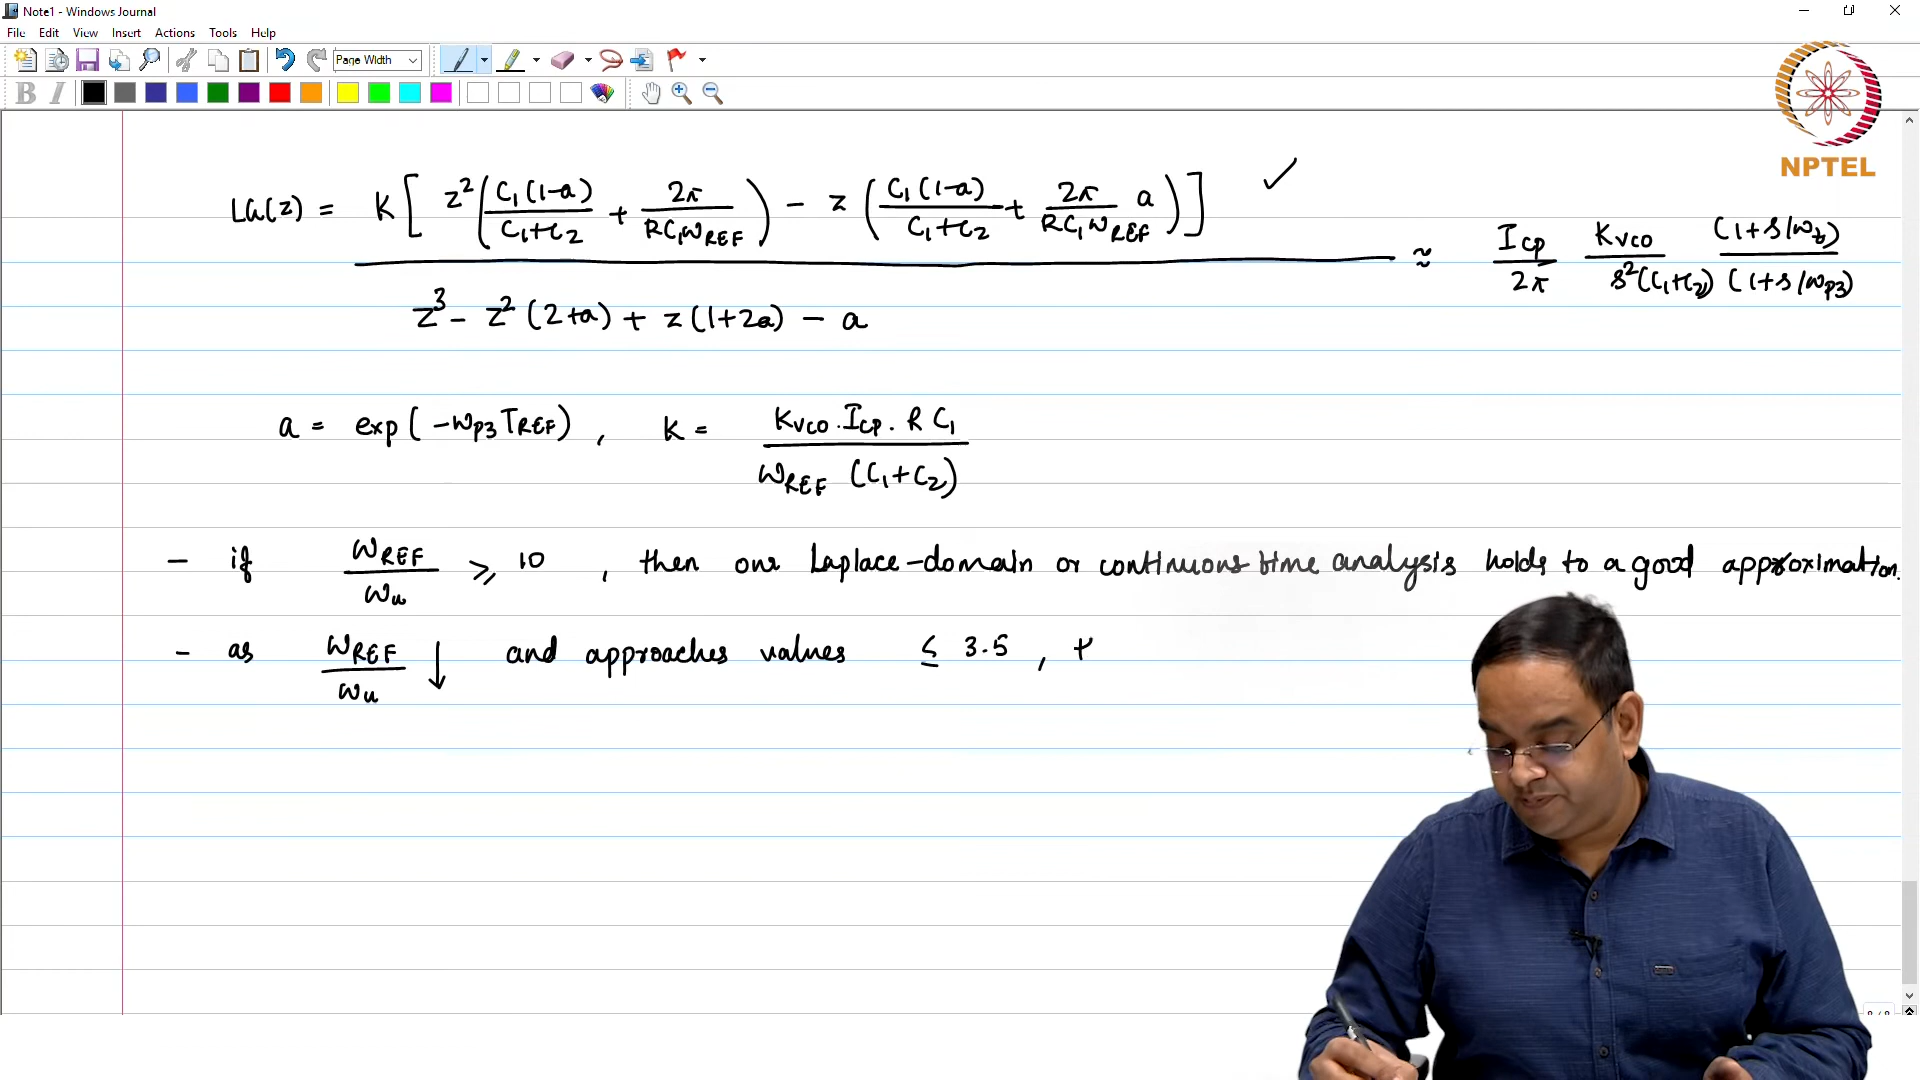 Note1 - Windows Journal
File Edit View Insert Actions Tools Help
Page Width
B I
NPTEL
LG(z) = K[ z²( C₁(1-a)/(C₁+C₂) + 2π/(RC₁ω_REF) ) - z( C₁(1-a)/(C₁+C₂) + 2π/(RC₁ω_REF) a ) ] ✓
z³ - z²(2+a) + z(1+2a) - a
≈ I_CP/2π K_VCO/(s²(C₁+C₂)) (1+s/ω_z)/(1+s/ω_p3)
a = exp(-ω_p3 T_REF) , K = K_VCO . I_CP . R C₁ / (ω_REF (C₁+C₂))
- if ω_REF/ω_u ⩾ 10 , then our Laplace-domain or continuous time analysis holds to a good approximation.
- as ω_REF/ω_u ↓ and approaches values ≤ 3.5 , t
8/8